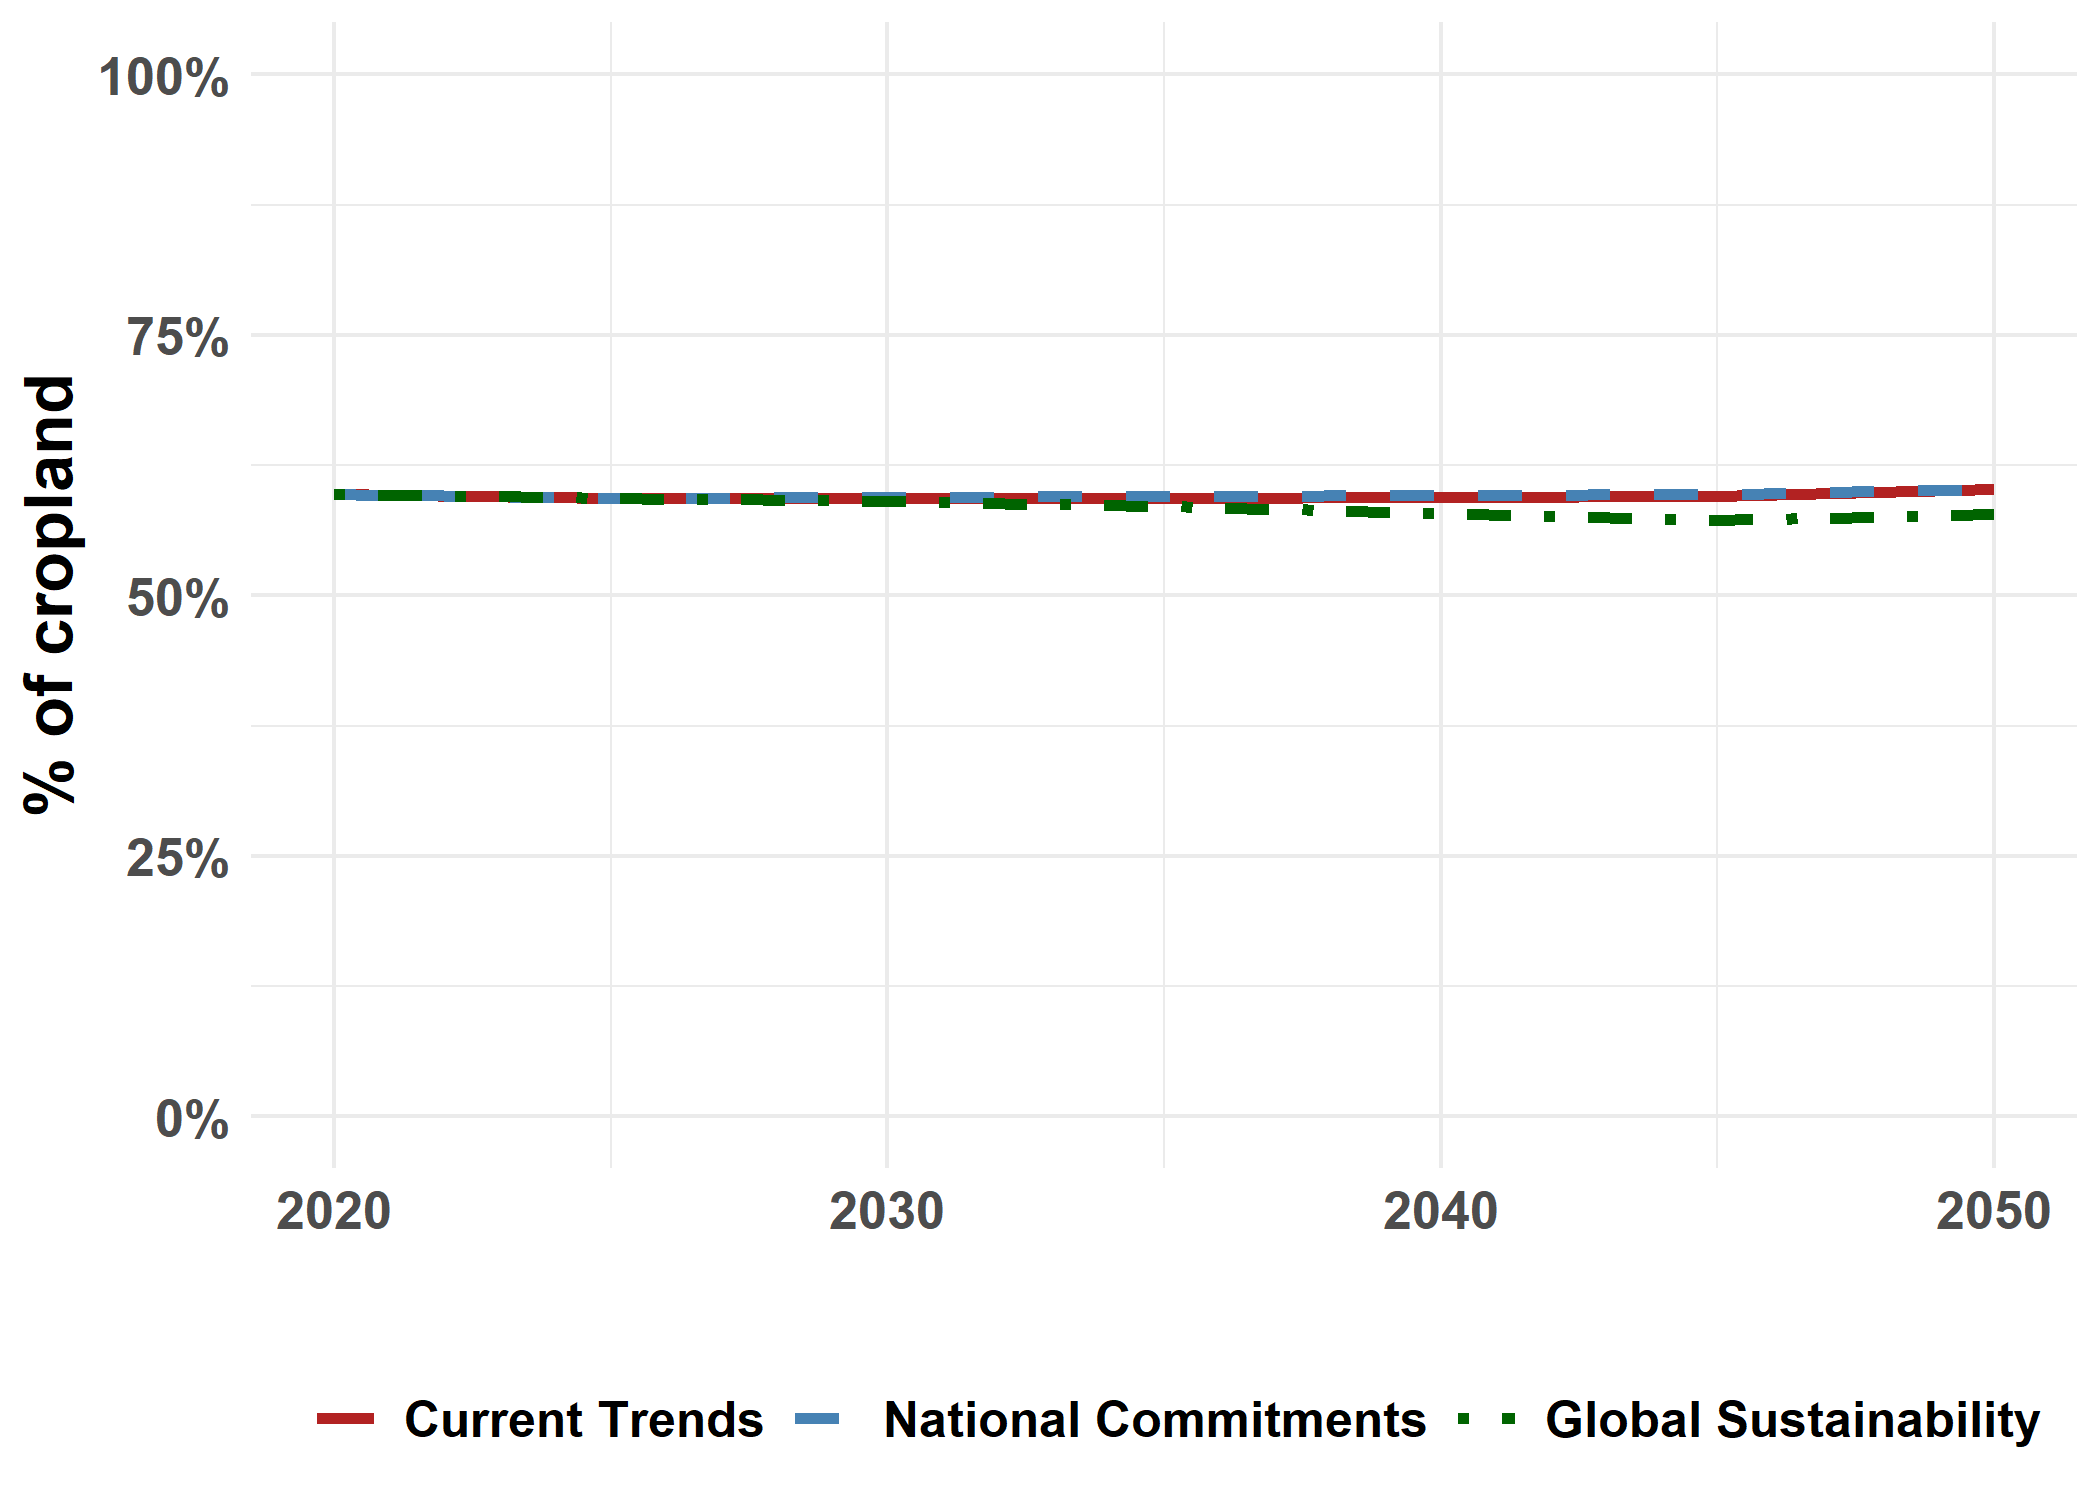 100%
75%
50%
25%
0%
% of cropland
2020 2030 2040 2050
Current Trends National Commitments Global Sustainability